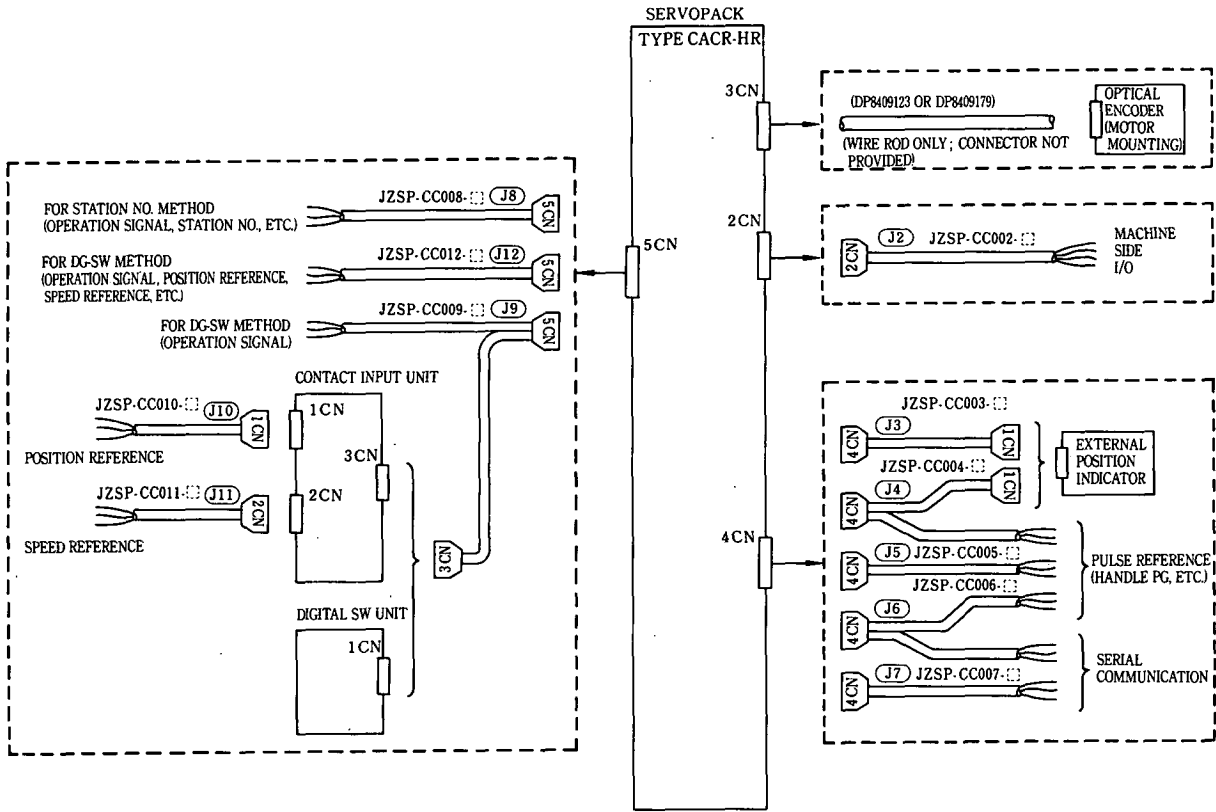 SERVOPACK
TYPE CACR-HR
3CN
(DP8409123 OR DP8409179)
(WIRE ROD ONLY; CONNECTOR NOT
PROVIDED)
OPTICAL
ENCODER
(MOTOR
MOUNTING)
2CN
2CN
J2 JZSP-CC002-
MACHINE
SIDE
I/O
5CN
FOR STATION NO. METHOD
(OPERATION SIGNAL, STATION NO., ETC.)
JZSP-CC008- J8
5CN
FOR DG-SW METHOD
(OPERATION SIGNAL, POSITION REFERENCE,
SPEED REFERENCE, ETC.)
JZSP-CC012- J12
5CN
FOR DG-SW METHOD
(OPERATION SIGNAL)
JZSP-CC009- J9
5CN
CONTACT INPUT UNIT
JZSP-CC010- J10
1CN
1CN
POSITION REFERENCE
3CN
JZSP-CC011- J11
2CN
2CN
SPEED REFERENCE
3CN
DIGITAL SW UNIT
1CN
4CN
JZSP-CC003-
4CN
J3
1CN
JZSP-CC004-
4CN
J4
1CN
EXTERNAL
POSITION
INDICATOR
4CN
J5 JZSP-CC005-
JZSP-CC006-
PULSE REFERENCE
(HANDLE PG, ETC.)
4CN
J6
4CN
J7 JZSP-CC007-
SERIAL
COMMUNICATION